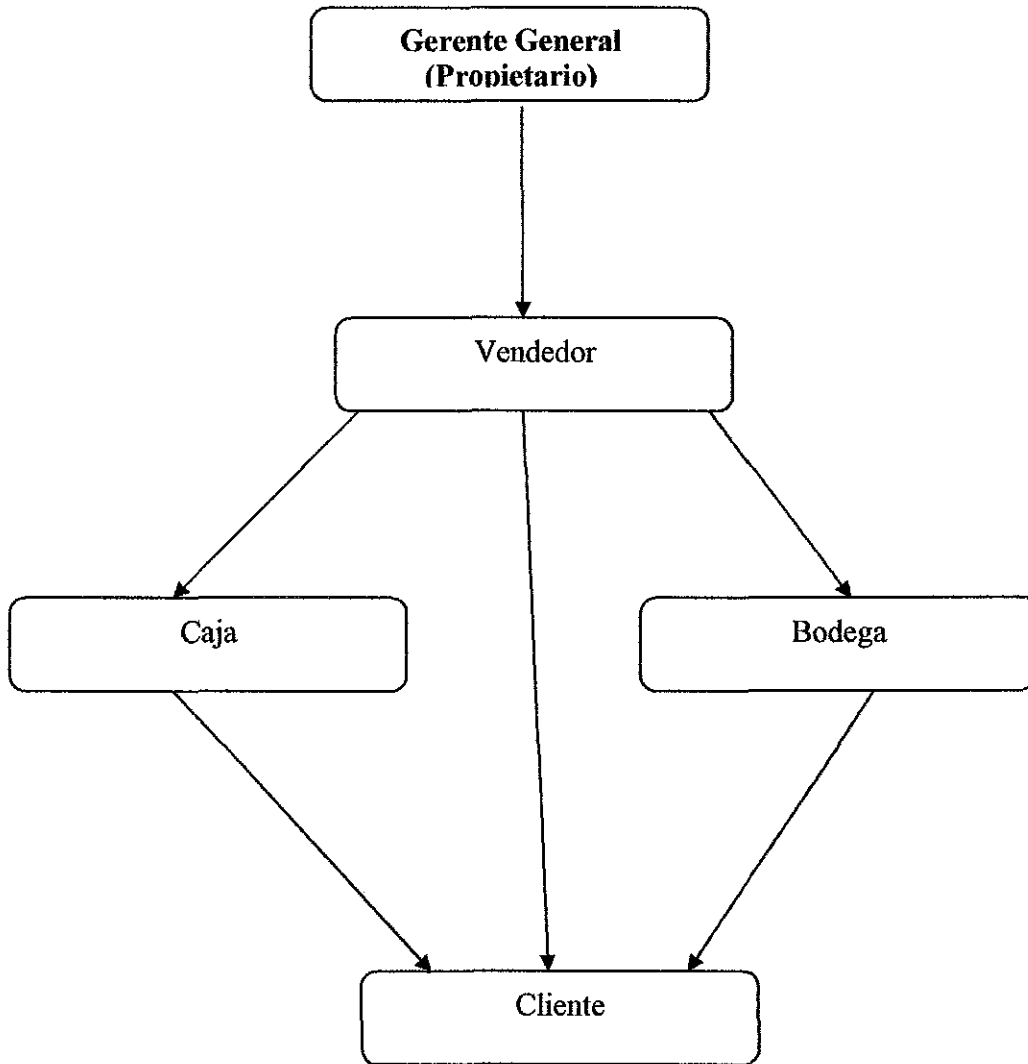 Gerente General
(Propietario)
Vendedor
Caja
Bodega
Cliente